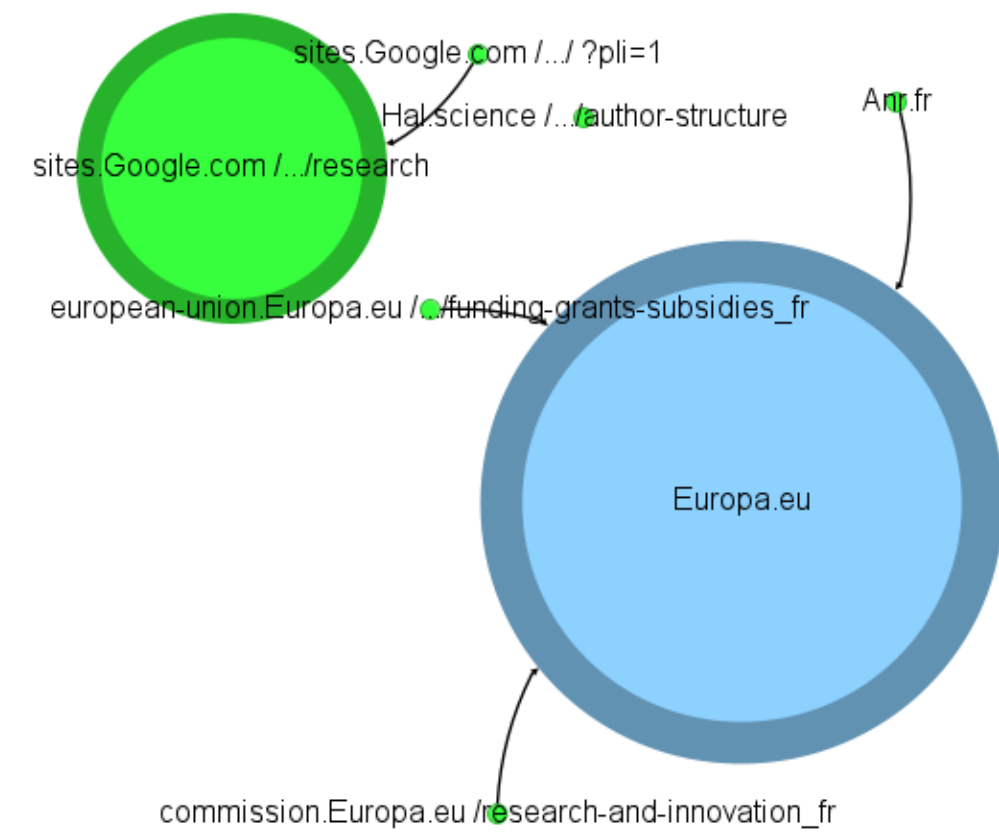 sites.Google.com /.../ ?pli=1
Anr.fr
Hal.science /.../author-structure
sites.Google.com /.../research
european-union.Europa.eu /.../funding-grants-subsidies_fr
Europa.eu
commission.Europa.eu /research-and-innovation_fr